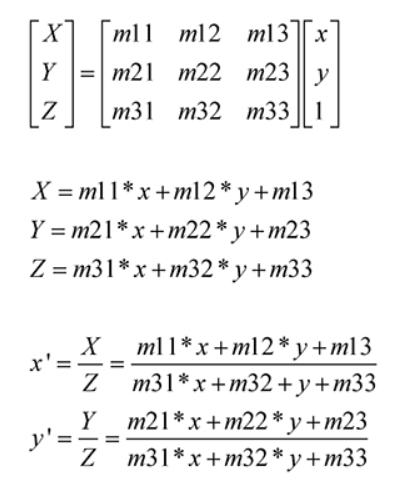 [X] [m11 m12 m13][x]
[Y] = [m21 m22 m23][y]
[Z] [m31 m32 m33][1]
X = m11*x+m12*y+m13
Y = m21*x+m22*y+m23
Z = m31*x+m32*y+m33
x' = X/Z = (m11*x+m12*y+m13)/(m31*x+m32+y+m33)
y' = Y/Z = (m21*x+m22*y+m23)/(m31*x+m32*y+m33)